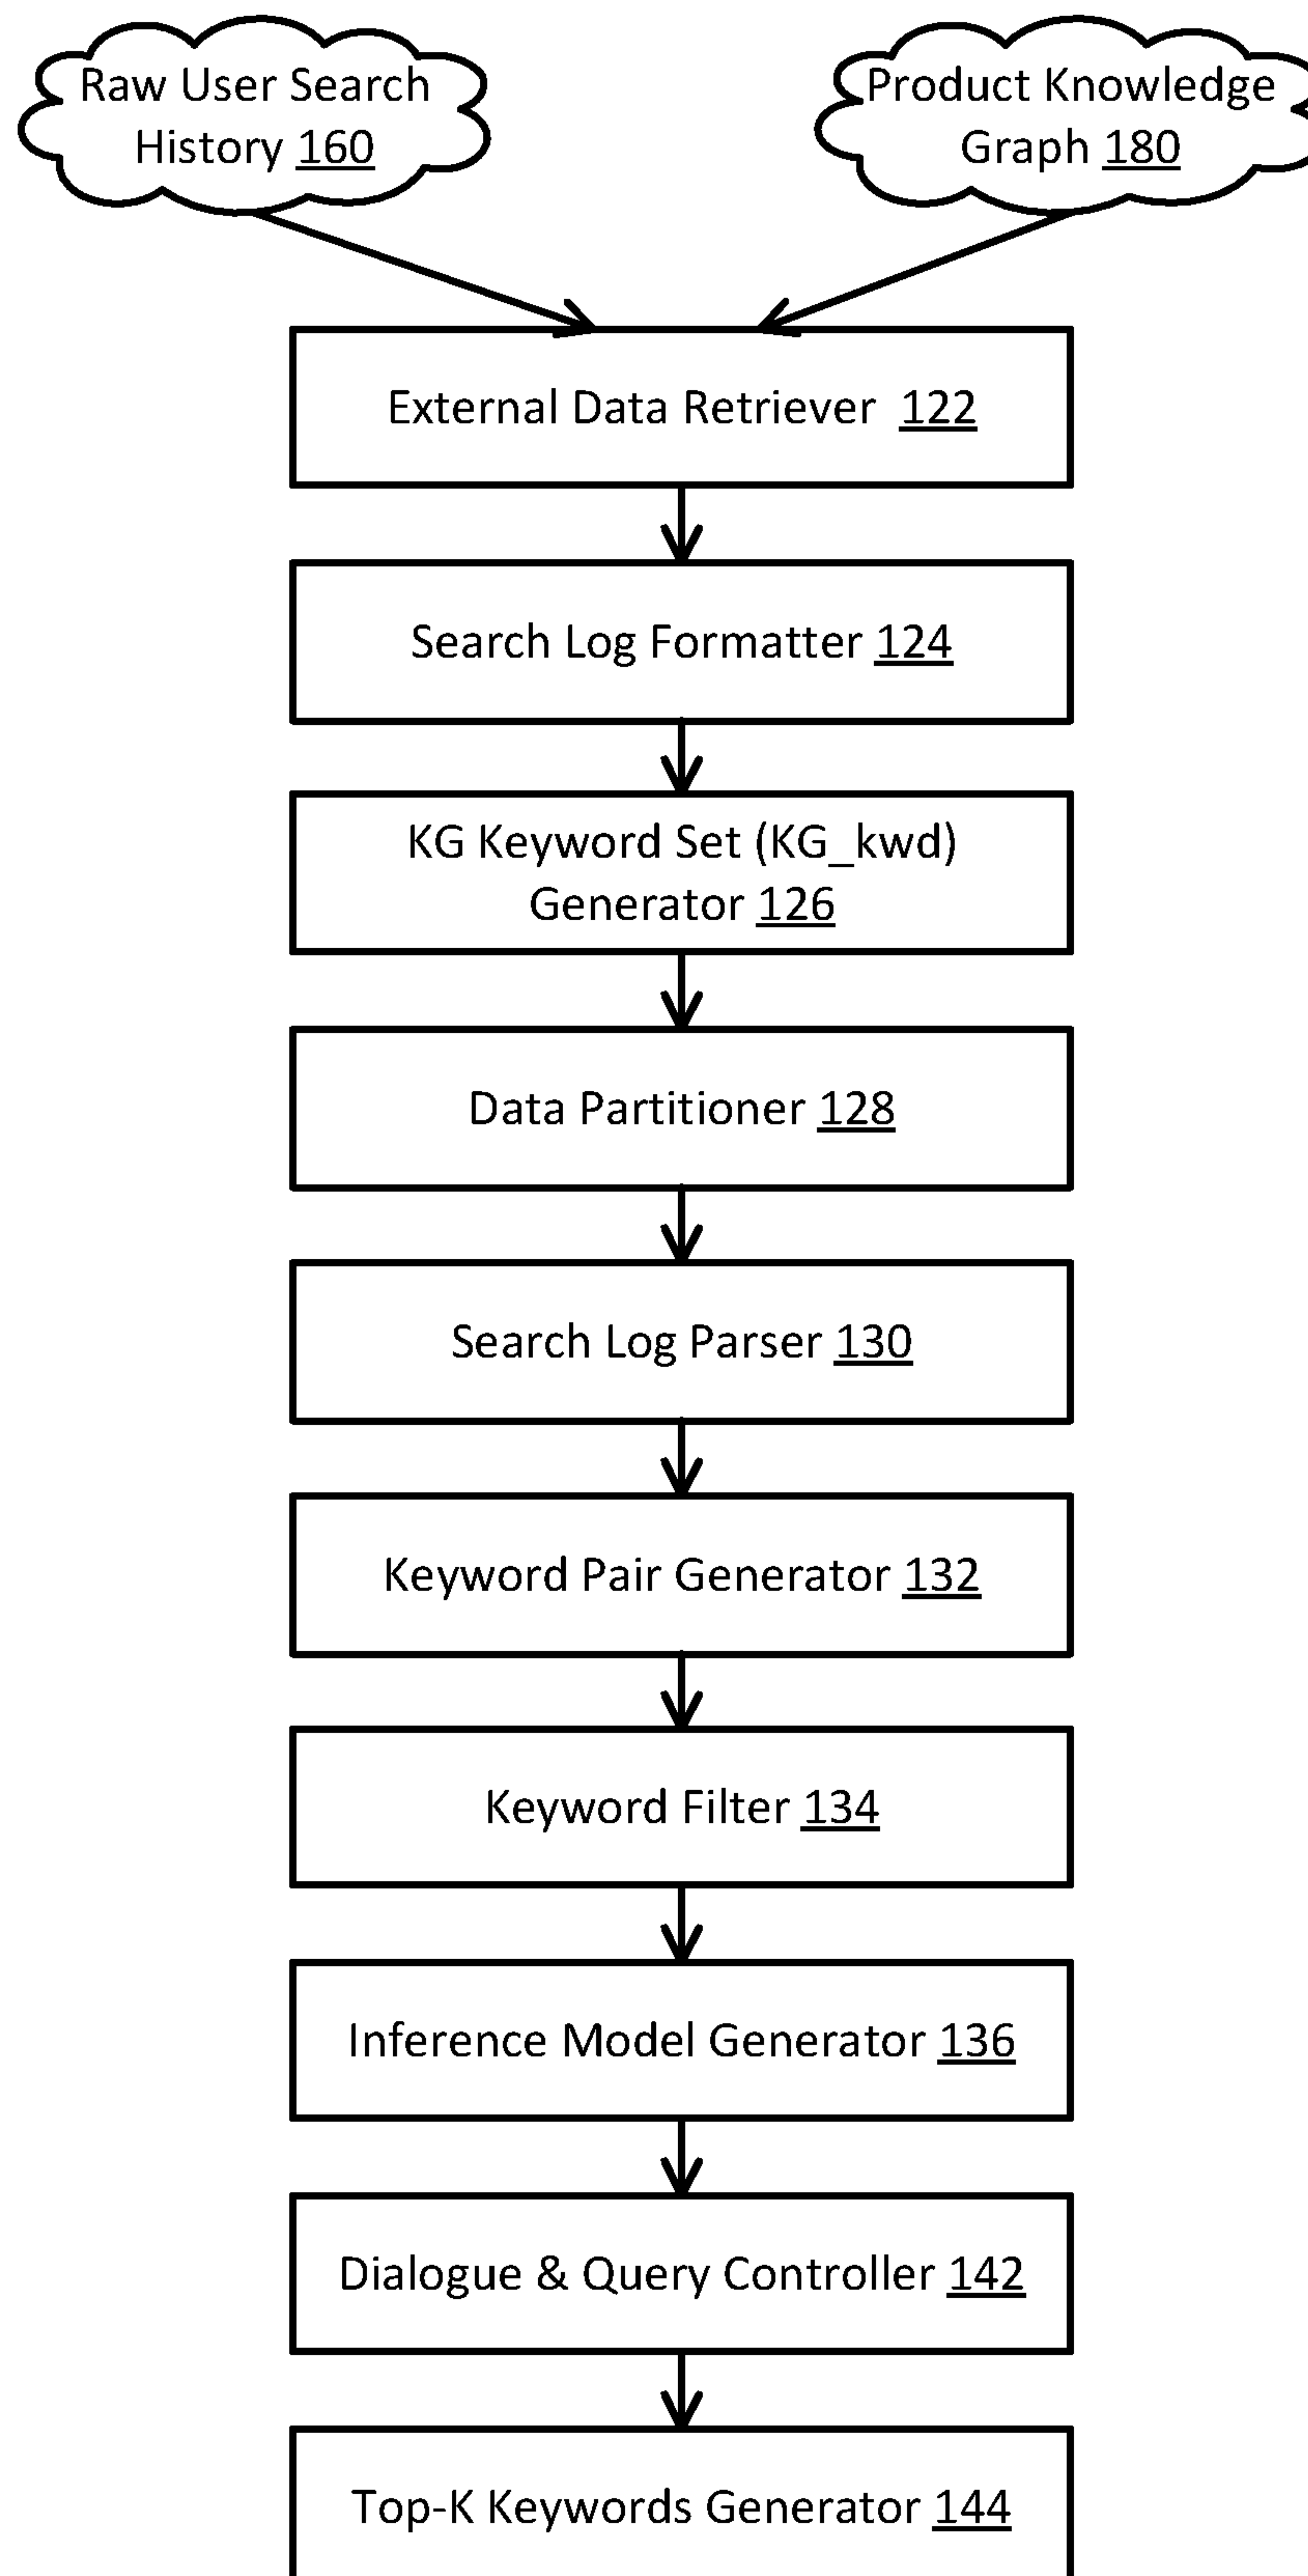 Raw User Search
History 160
Product Knowledge
Graph 180
External Data Retriever 122
Search Log Formatter 124
KG Keyword Set (KG_kwd)
Generator 126
Data Partitioner 128
Search Log Parser 130
Keyword Pair Generator 132
Keyword Filter 134
Inference Model Generator 136
Dialogue & Query Controller 142
Top-K Keywords Generator 144